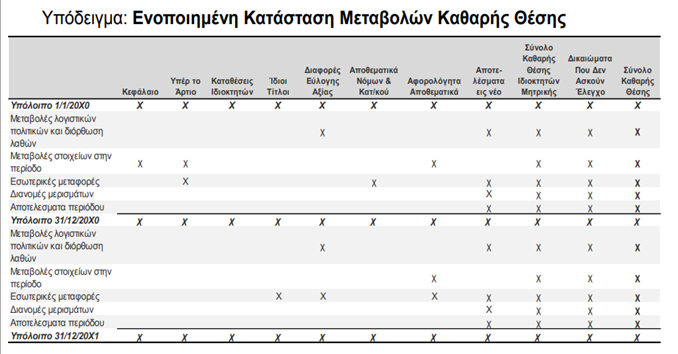 Υπόδειγμα: Ενοποιημένη Κατάσταση Μεταβολών Καθαρής Θέσης
Κεφάλαιο Υπέρ το Άρτιο Καταθέσεις Ιδιοκτητών Ίδιοι Τίτλοι Διαφορές Εύλογης Αξίας Αποθεματικά Νόμων & Κατ/κού Αφορολόγητα Αποθεματικά Αποτε-λέσματα εις νέο Σύνολο Καθαρής Θέσης Ιδιοκτητών Μητρικής Δικαιώματα Που Δεν Ασκούν Έλεγχο Σύνολο Καθαρής Θέσης
Υπόλοιπο 1/1/20X0 X X X X X X X X X X X
Μεταβολές λογιστικών
πολιτικών και διόρθωση x x x x x
λαθών
Μεταβολές στοιχείων στην
περίοδο x x x x x x
Εσωτερικές μεταφορές X x x x x x
Διανομές μερισμάτων X x x x
Αποτελεσματα περιόδου x x x x
Υπόλοιπο 31/12/20X0 X X X X X X X X X X X
Μεταβολές λογιστικών
πολιτικών και διόρθωση x x x x x
λαθών
Μεταβολές στοιχείων στην
περίοδο x x x x
Εσωτερικές μεταφορές X X X x x x x
Διανομές μερισμάτων X x x x
Αποτελεσματα περιόδου x x x x
Υπόλοιπο 31/12/20X1 X X X X X X X X X X X